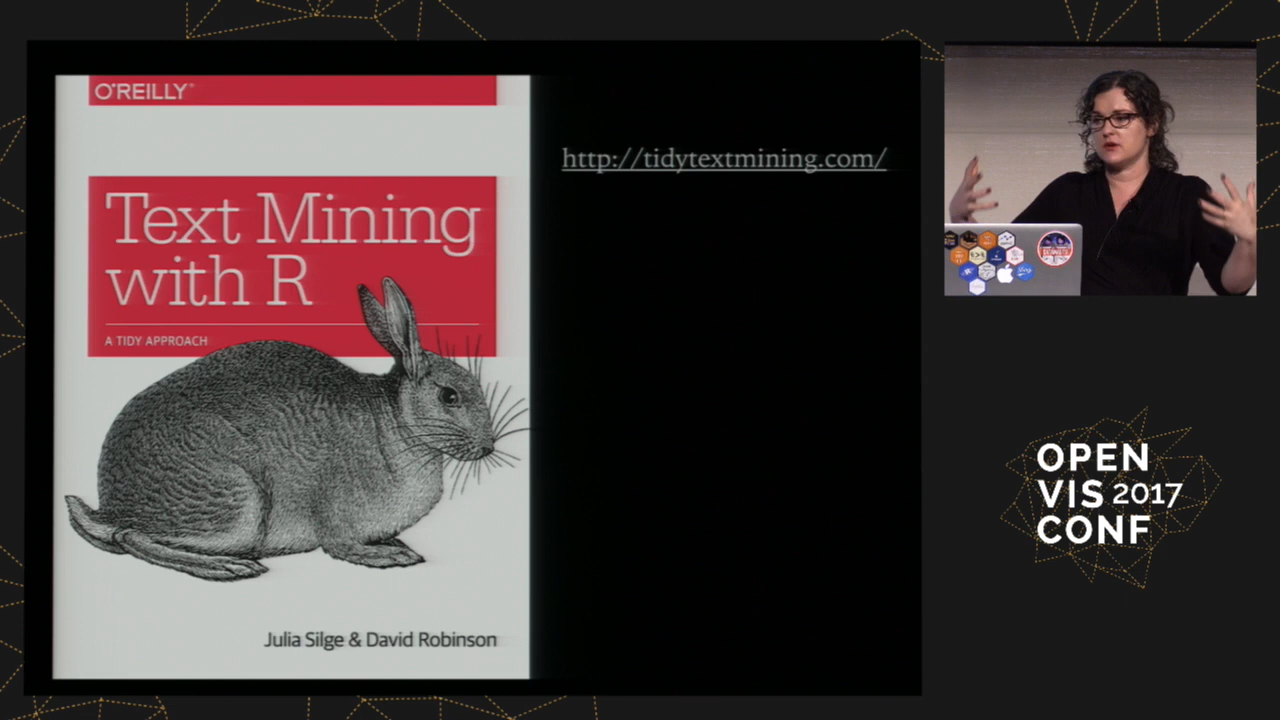 O'REILLY®
Text Mining
with R
A TIDY APPROACH
Julia Silge & David Robinson
http://tidytextmining.com/
OPEN
VIS 2017
CONF